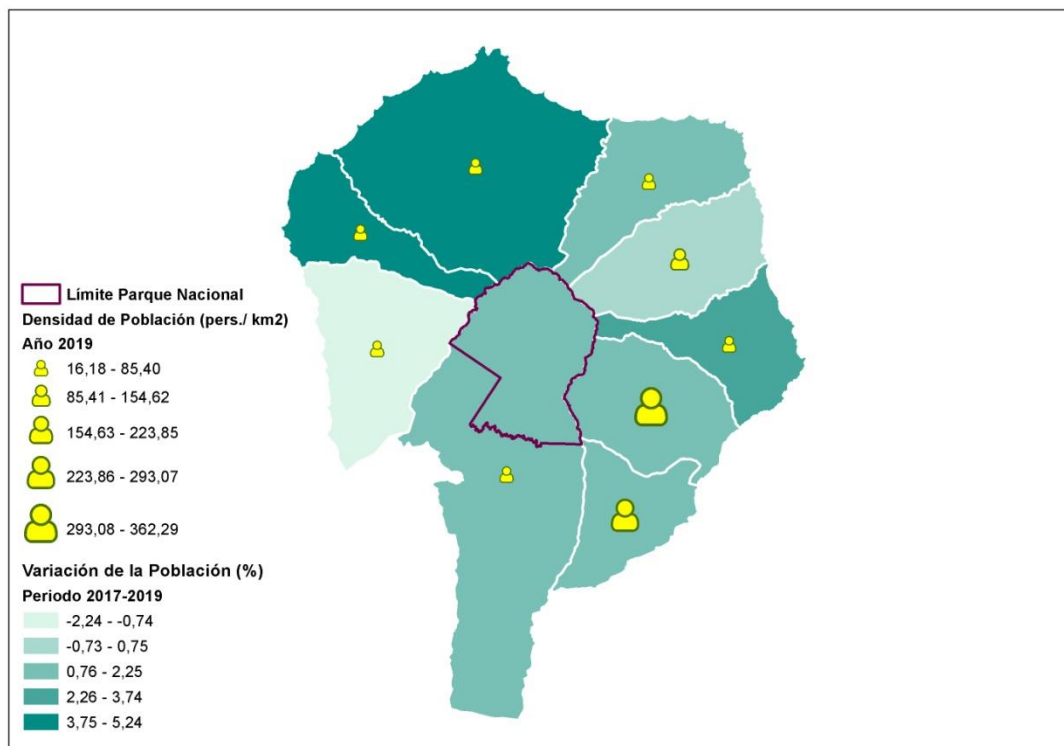 Límite Parque Nacional
Densidad de Población (pers./ km2)
Año 2019
16,18 - 85,40
85,41 - 154,62
154,63 - 223,85
223,86 - 293,07
293,08 - 362,29
Variación de la Población (%)
Periodo 2017-2019
-2,24 - -0,74
-0,73 - 0,75
0,76 - 2,25
2,26 - 3,74
3,75 - 5,24